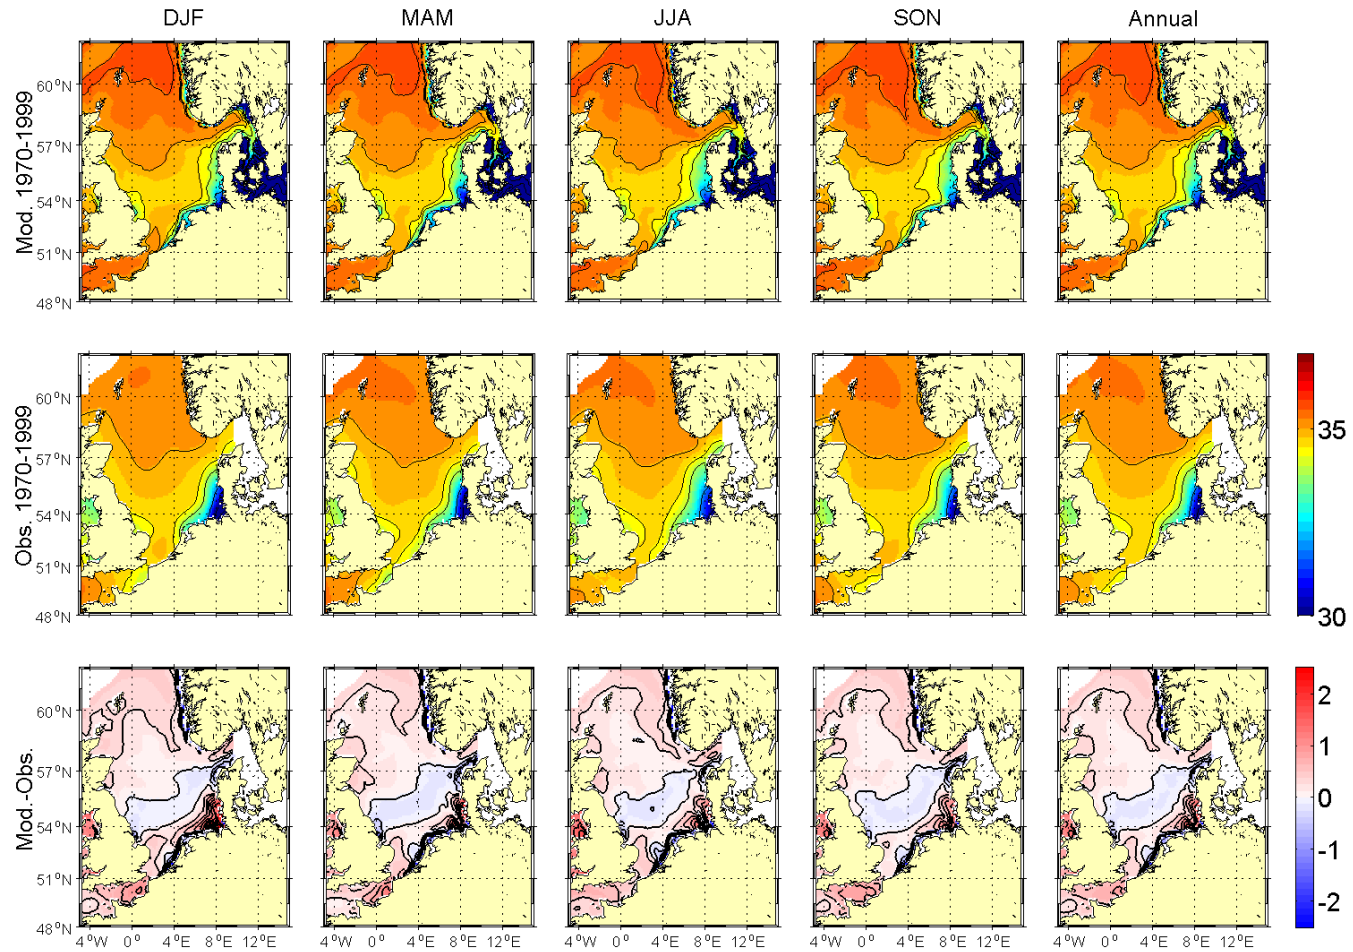 DJF MAM JJA SON Annual
Mod. 1970-1999
60°N
57°N
54°N
51°N
48°N
Obs. 1970-1999
60°N
57°N
54°N
51°N
48°N
35
30
Mod.-Obs.
60°N
57°N
54°N
51°N
48°N
2
1
0
-1
-2
4°W 0° 4°E 8°E 12°E 4°W 0° 4°E 8°E 12°E 4°W 0° 4°E 8°E 12°E 4°W 0° 4°E 8°E 12°E 4°W 0° 4°E 8°E 12°E